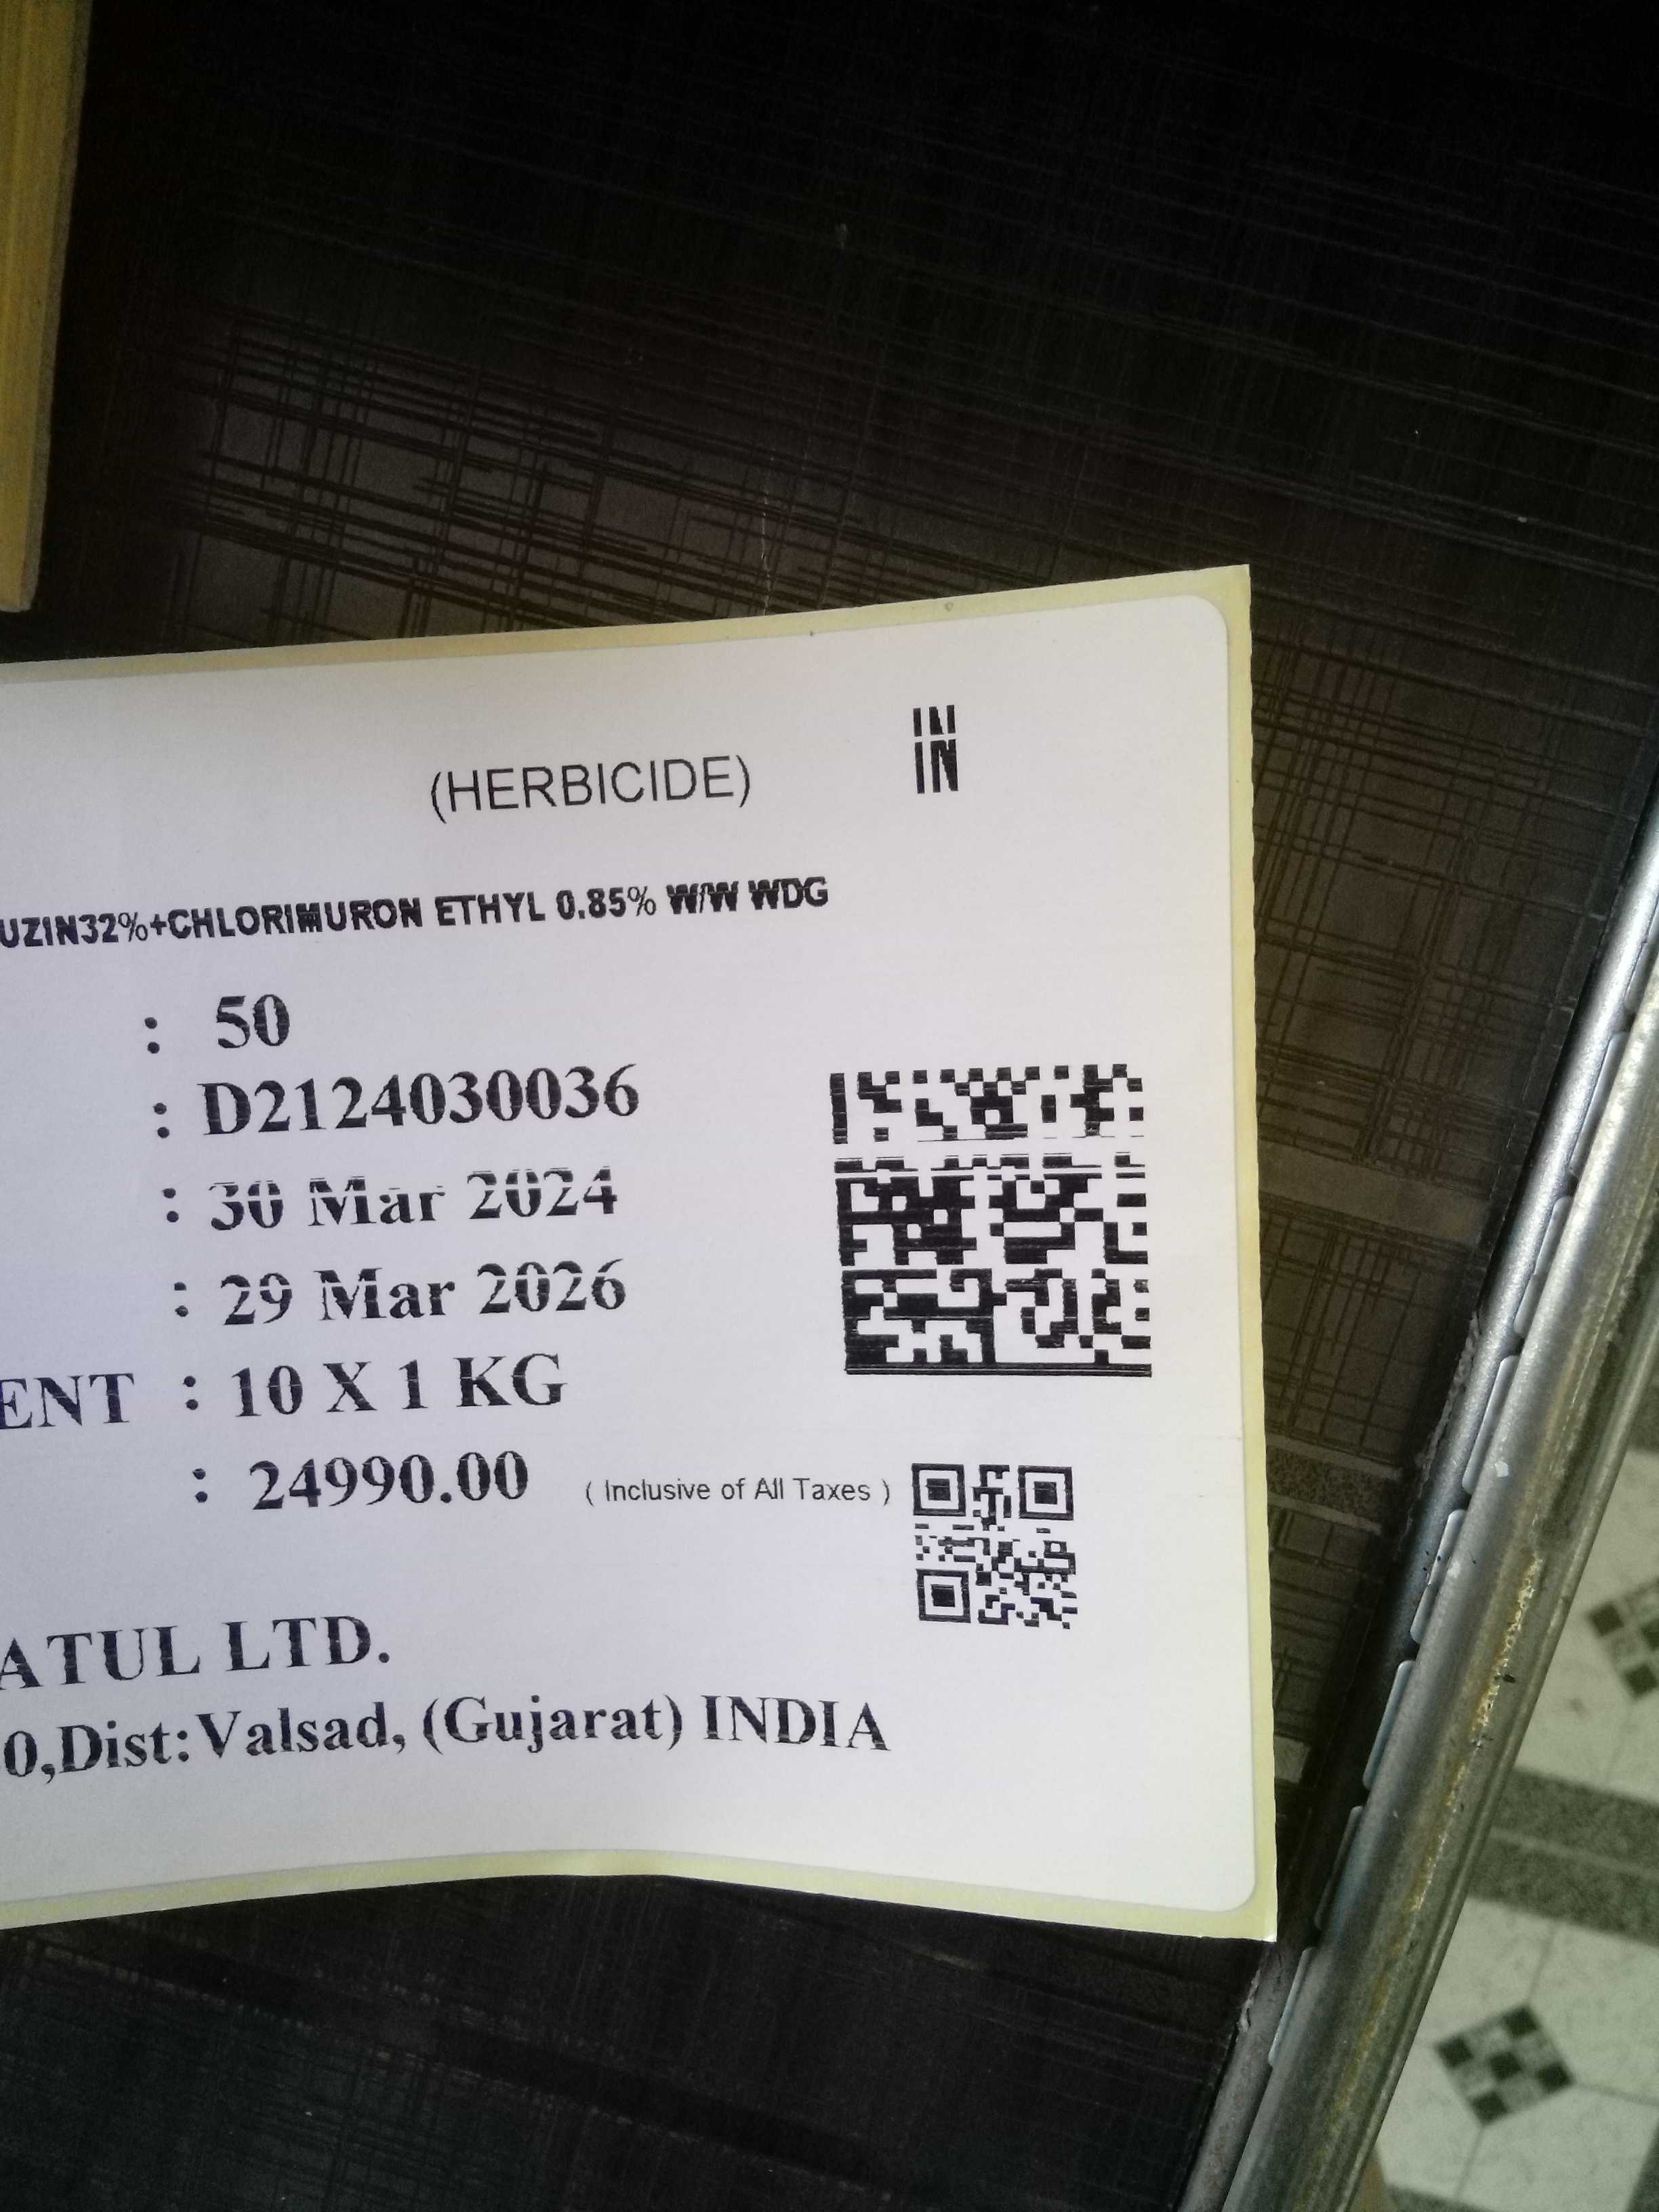 IN
(HERBICIDE)
UZIN32%+CHLORIMURON ETHYL 0.85% W/W WDG
: 50
: D2124030036
: 30 Mar 2024
: 29 Mar 2026
ENT : 10 X 1 KG
: 24990.00 ( Inclusive of All Taxes )
ATUL LTD.
0,Dist:Valsad, (Gujarat) INDIA